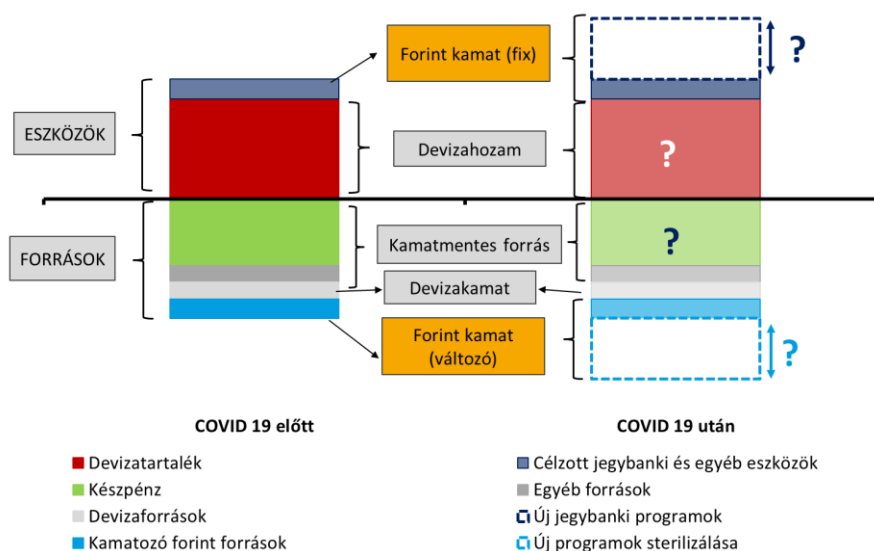 Forint kamat (fix)
?
ESZKÖZÖK
Devizahozam
?
FORRÁSOK
Kamatmentes forrás
?
Devizakamat
Forint kamat
(változó)
?
COVID 19 előtt
COVID 19 után
Devizatartalék
Célzott jegybanki és egyéb eszközök
Készpénz
Egyéb források
Devizaforrások
Új jegybanki programok
Kamatozó forint források
Új programok sterilizálása